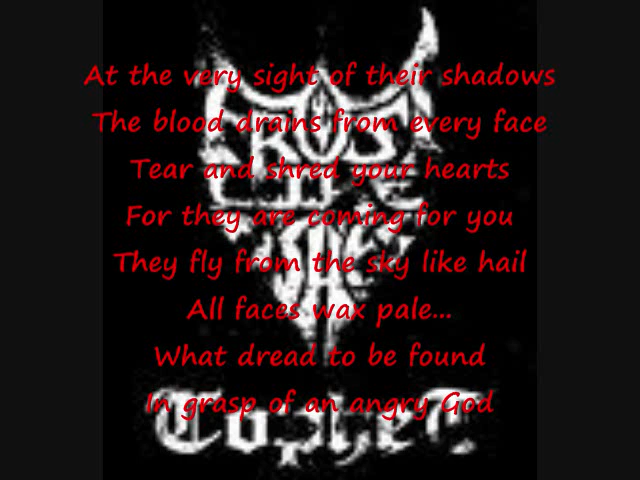 At the very sight of their shadows
The blood drains from every face
Tear and shred your hearts
For they are coming for you
They fly from the sky like hail
All faces wax pale...
What dread to be found
In grasp of an angry God
Tophet